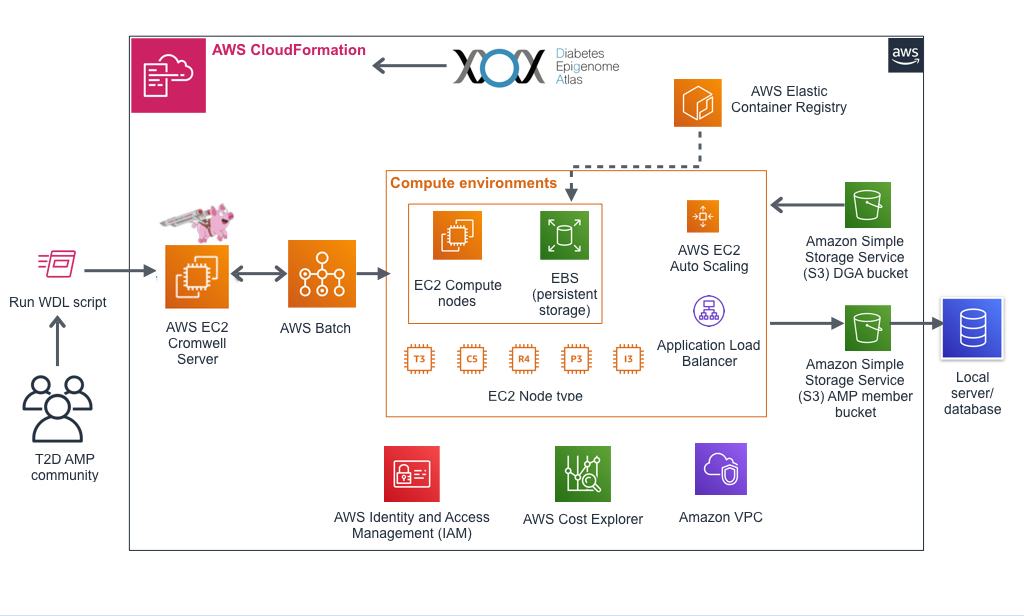 AWS CloudFormation
Diabetes
Epigenome
Atlas
aws
AWS Elastic
Container Registry
Compute environments
EC2 Compute
nodes
EBS
(persistent
storage)
AWS EC2
Auto Scaling
Application Load
Balancer
T3
C5
R4
P3
I3
EC2 Node type
Run WDL script
T2D AMP
community
AWS EC2
Cromwell
Server
AWS Batch
Amazon Simple
Storage Service
(S3) DGA bucket
Amazon Simple
Storage Service
(S3) AMP member
bucket
Local
server/
database
AWS Identity and Access
Management (IAM)
AWS Cost Explorer
Amazon VPC